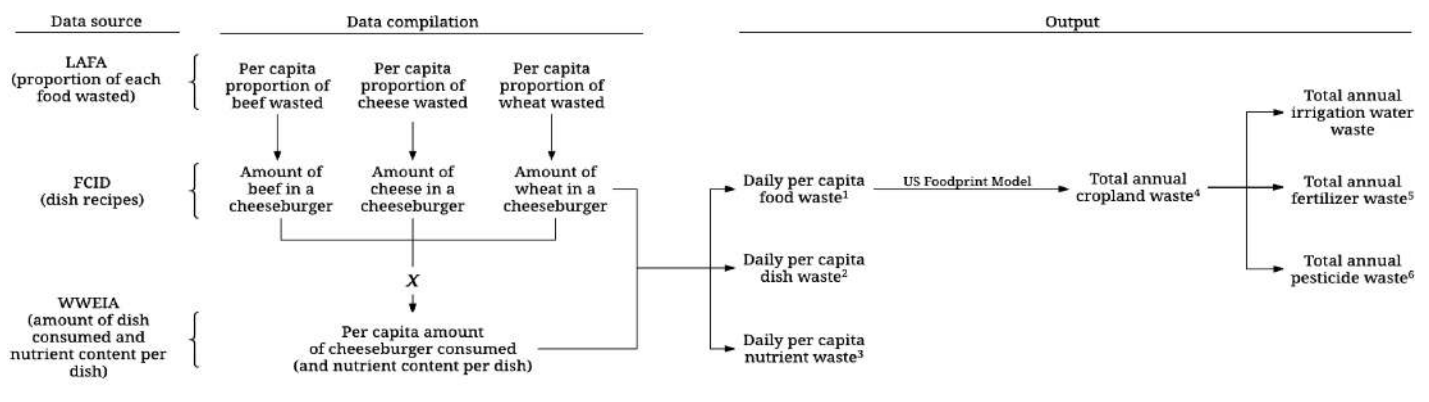 Data source
Data compilation
Output
LAFA
(proportion of each
food wasted)
Per capita
proportion of
beef wasted
Per capita
proportion of
cheese wasted
Per capita
proportion of
wheat wasted
FCID
(dish recipes)
Amount of
beef in a
cheeseburger
Amount of
cheese in a
cheeseburger
Amount of
wheat in a
cheeseburger
X
WWEIA
(amount of dish
consumed and
nutrient content per
dish)
Per capita amount
of cheeseburger consumed
(and nutrient content per dish)
Daily per capita
food waste¹
Daily per capita
dish waste²
Daily per capita
nutrient waste³
US Foodprint Model
Total annual
cropland waste⁴
Total annual
irrigation water
waste
Total annual
fertilizer waste⁵
Total annual
pesticide waste⁶